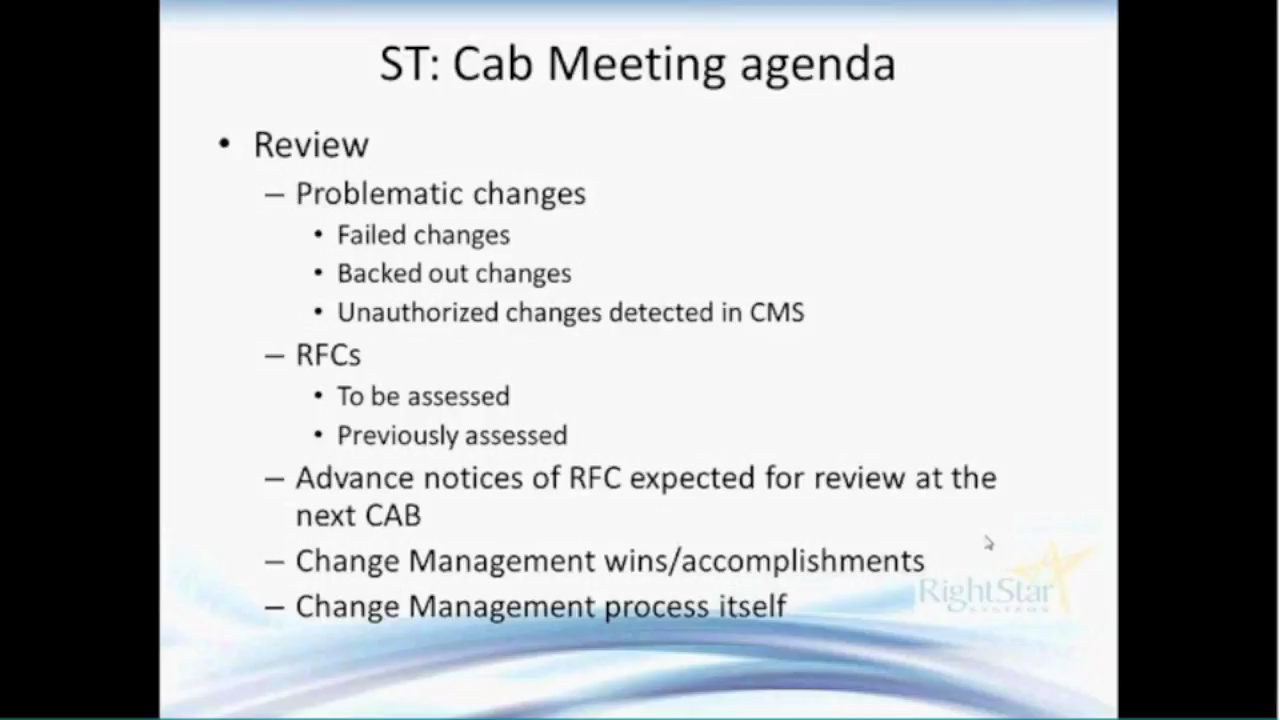 ST: Cab Meeting agenda
• Review
– Problematic changes
• Failed changes
• Backed out changes
• Unauthorized changes detected in CMS
– RFCs
• To be assessed
• Previously assessed
– Advance notices of RFC expected for review at the
next CAB
– Change Management wins/accomplishments
– Change Management process itself
RightStar
SYSTEMS